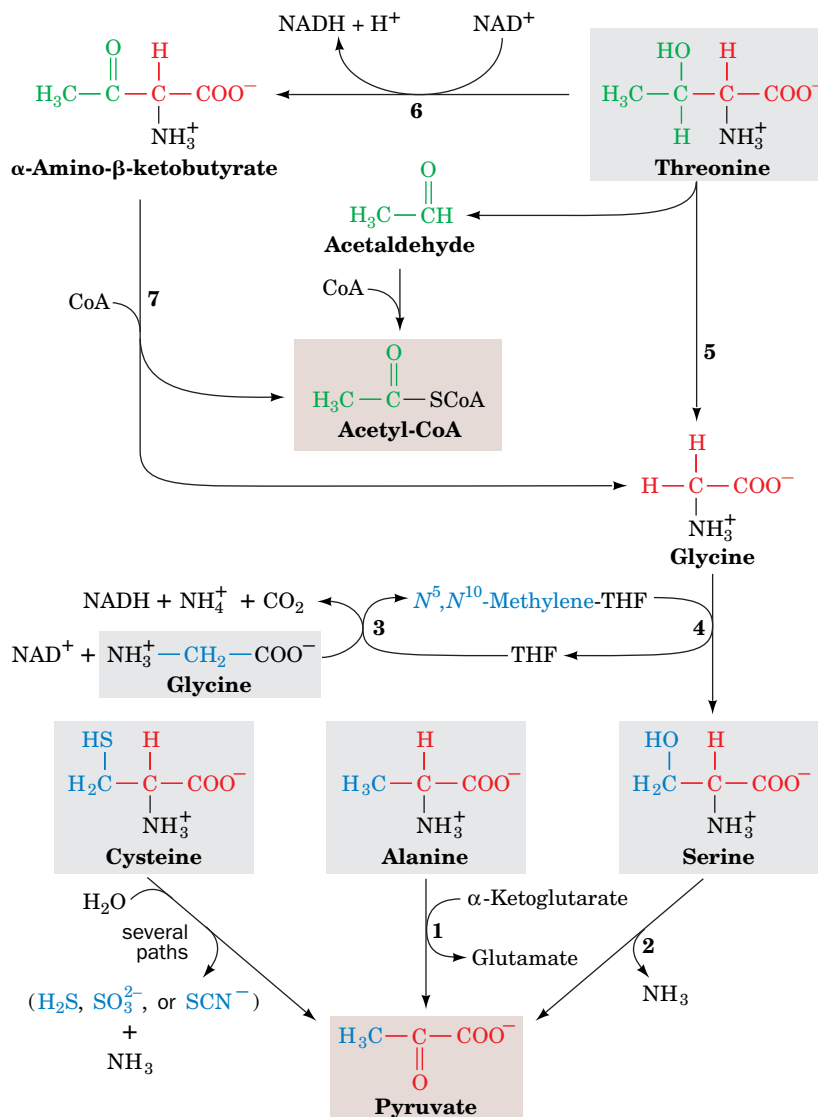 NADH + H⁺ NAD⁺
O H HO H
H₃C—C—C—COO⁻ 6 H₃C—C—C—COO⁻
NH₃⁺ H NH₃⁺
α-Amino-β-ketobutyrate Threonine
O
H₃C—CH
Acetaldehyde
CoA 7 CoA
5
O
H₃C—C—SCoA
Acetyl-CoA
H
H—C—COO⁻
NH₃⁺
Glycine
NADH + NH₄⁺ + CO₂ N⁵,N¹⁰-Methylene-THF
3 4
NAD⁺ + NH₃⁺—CH₂—COO⁻ THF
Glycine
HS H H HO H
H₂C—C—COO⁻ H₃C—C—COO⁻ H₂C—C—COO⁻
NH₃⁺ NH₃⁺ NH₃⁺
Cysteine Alanine Serine
H₂O α-Ketoglutarate
several 1 2
paths Glutamate
(H₂S, SO₃²⁻, or SCN⁻) NH₃
+
NH₃
H₃C—C—COO⁻
O
Pyruvate